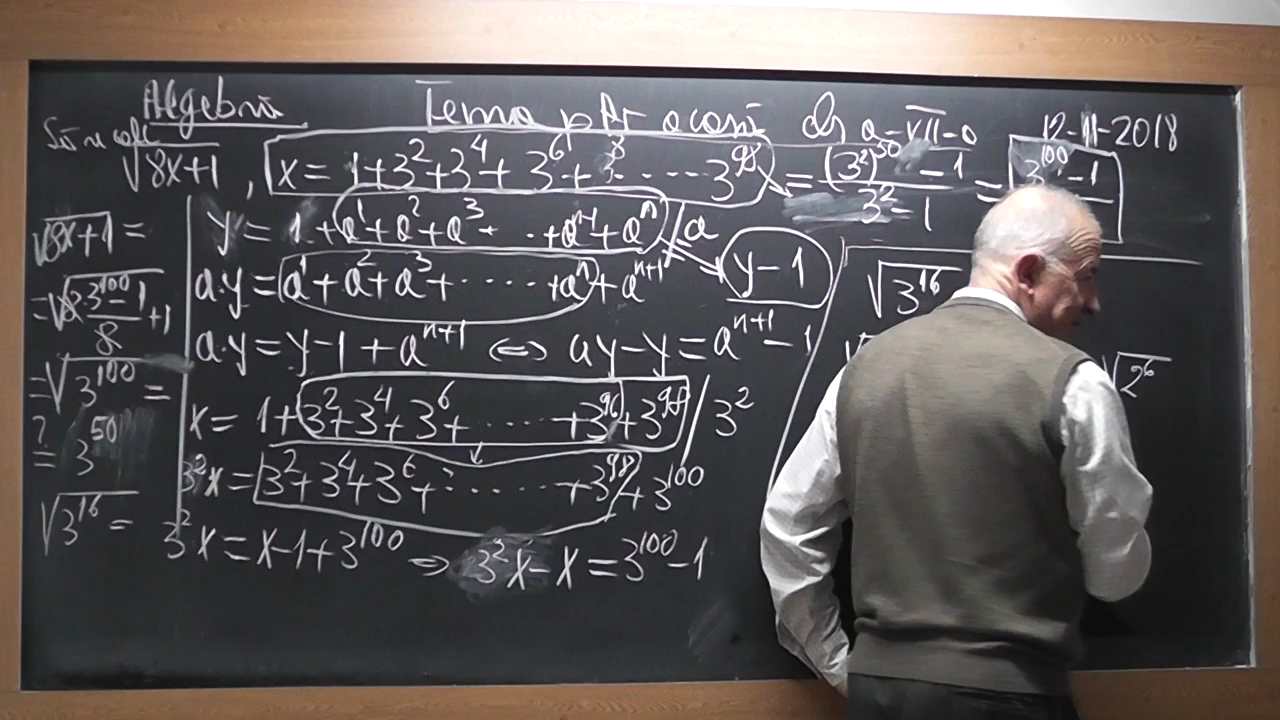 Algebră Tema ptr acasă cls a-VII-a 12-11-2018
Să se calc
√8x+1 , x = 1+3²+3⁴+3⁶+3⁸.....3⁹⁸ = (3²)⁵⁰-1 / 3²-1 = 3¹⁰⁰-1
y = 1+a¹+a²+a³+...+aⁿ⁻¹+aⁿ / a
a·y = a¹+a²+a³+.....+aⁿ+aⁿ⁺¹ y-1
a·y = y-1+aⁿ⁺¹ ⇔ ay-y = aⁿ⁺¹-1
x = 1+3²+3⁴+3⁶+.....+3⁹⁶+3⁹⁸ / 3²
3²x = 3²+3⁴+3⁶+.....+3⁹⁸+3¹⁰⁰
3²x = x-1+3¹⁰⁰ ⇔ 3²x-x = 3¹⁰⁰-1
√8x+1 =
= √8·3¹⁰⁰-1 / 8 +1
= √3¹⁰⁰ =
?
= 3⁵⁰
√3¹⁶ =
√3¹⁶
√2⁶